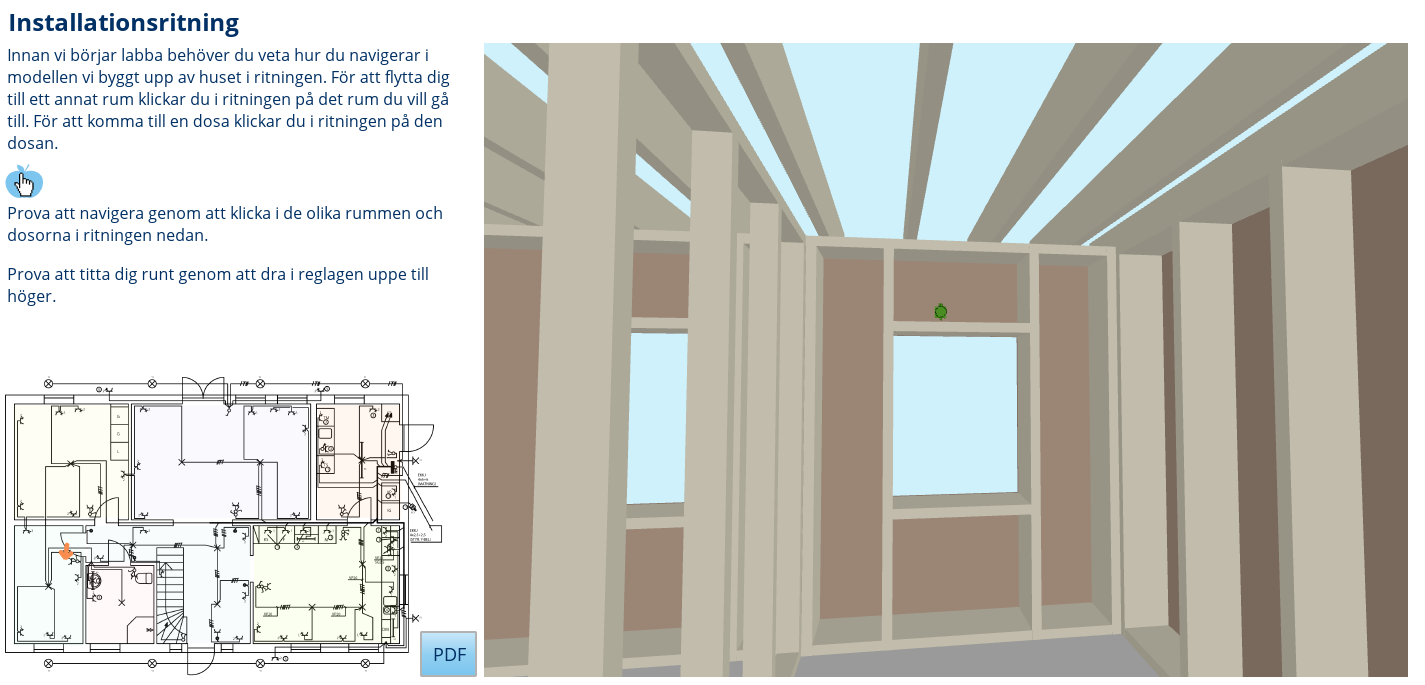 Installationsritning
Innan vi börjar labba behöver du veta hur du navigerar i
modellen vi byggt upp av huset i ritningen. För att flytta dig
till ett annat rum klickar du i ritningen på det rum du vill gå
till. För att komma till en dosa klickar du i ritningen på den
dosan.
Prova att navigera genom att klicka i de olika rummen och
dosorna i ritningen nedan.
Prova att titta dig runt genom att dra i reglagen uppe till
höger.
PDF